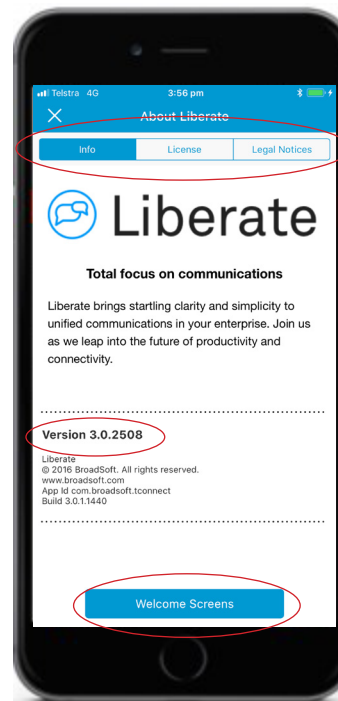 Telstra 4G 3:56 pm
About Liberate
Info License Legal Notices
Liberate
Total focus on communications
Liberate brings startling clarity and simplicity to
unified communications in your enterprise. Join us
as we leap into the future of productivity and
connectivity.
Version 3.0.2508
Liberate
© 2016 BroadSoft. All rights reserved.
www.broadsoft.com
App Id com.broadsoft.tconnect
Build 3.0.1.1440
Welcome Screens